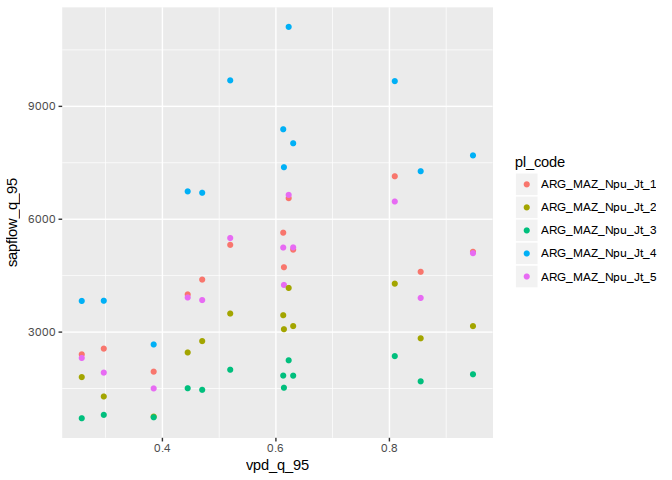 9000
6000
3000
sapflow_q_95
0.4
0.6
0.8
vpd_q_95
pl_code
ARG_MAZ_Npu_Jt_1
ARG_MAZ_Npu_Jt_2
ARG_MAZ_Npu_Jt_3
ARG_MAZ_Npu_Jt_4
ARG_MAZ_Npu_Jt_5